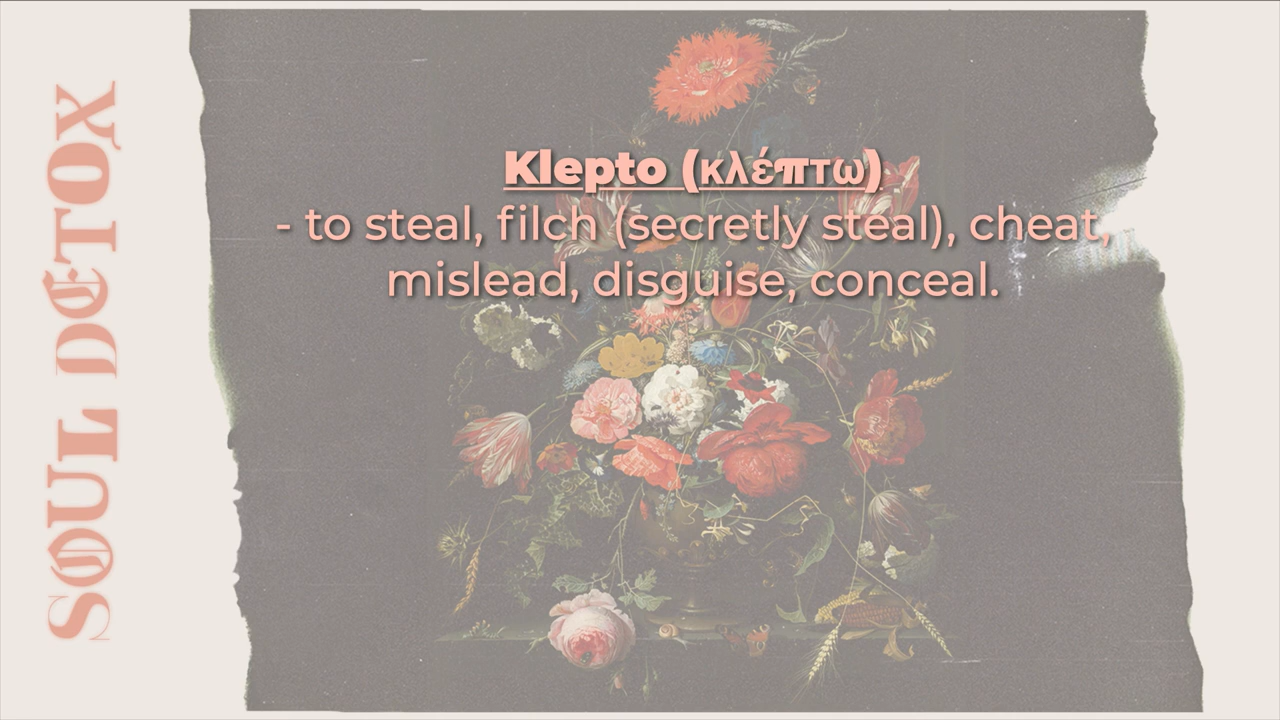 SOUL DETOX
Klepto (κλέπτω)
- to steal, filch (secretly steal), cheat,
mislead, disguise, conceal.